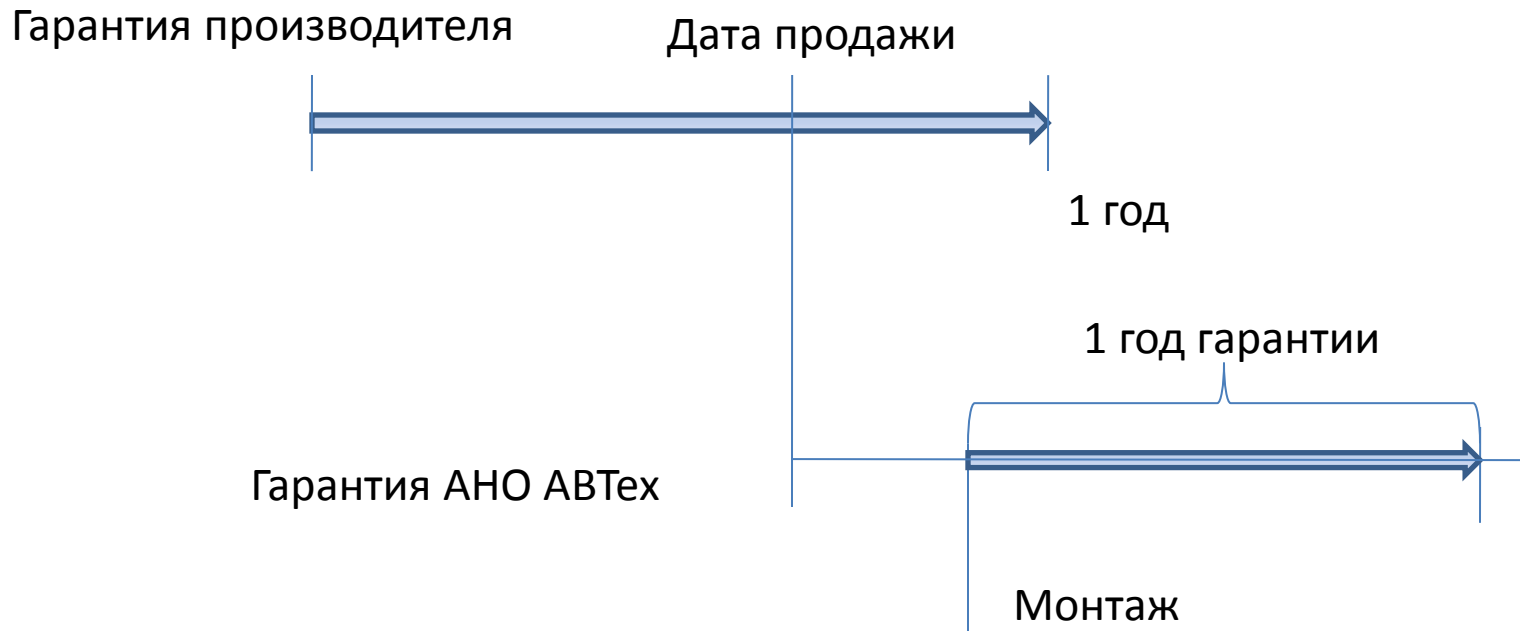 Гарантия производителя
Дата продажи
1 год
1 год гарантии
Гарантия АНО АВТех
Монтаж